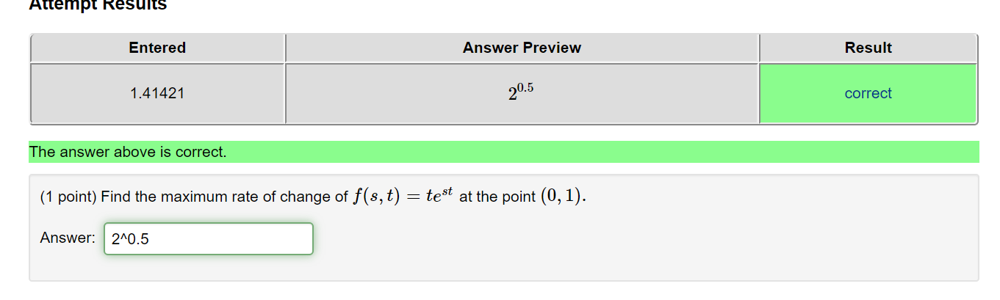 Attempt Results
Entered Answer Preview Result
1.41421 2^0.5 correct
The answer above is correct.
(1 point) Find the maximum rate of change of f(s, t) = te^st at the point (0, 1).
Answer: 2^0.5